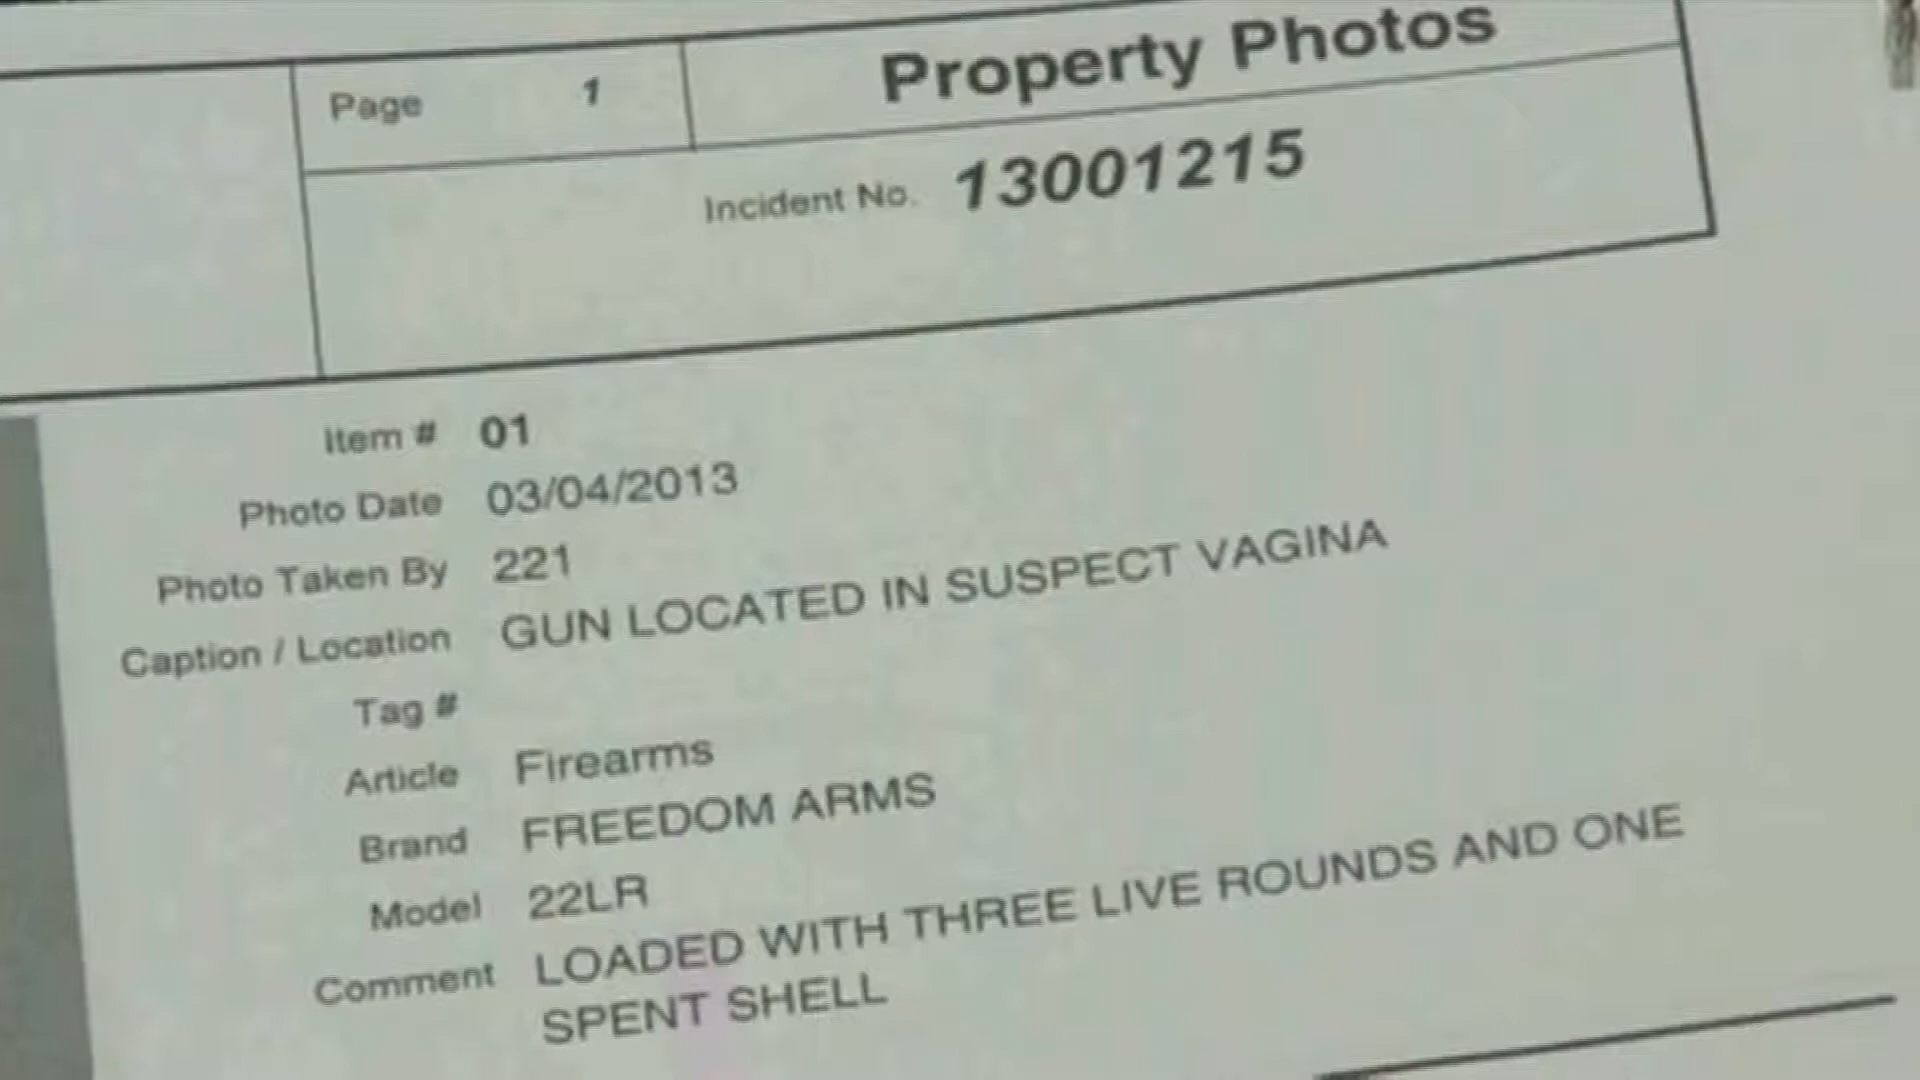 Page 1
Property Photos
Incident No. 13001215
Item # 01
Photo Date 03/04/2013
Photo Taken By 221
Caption / Location GUN LOCATED IN SUSPECT VAGINA
Tag #
Article Firearms
Brand FREEDOM ARMS
Model 22LR
Comment LOADED WITH THREE LIVE ROUNDS AND ONE
SPENT SHELL